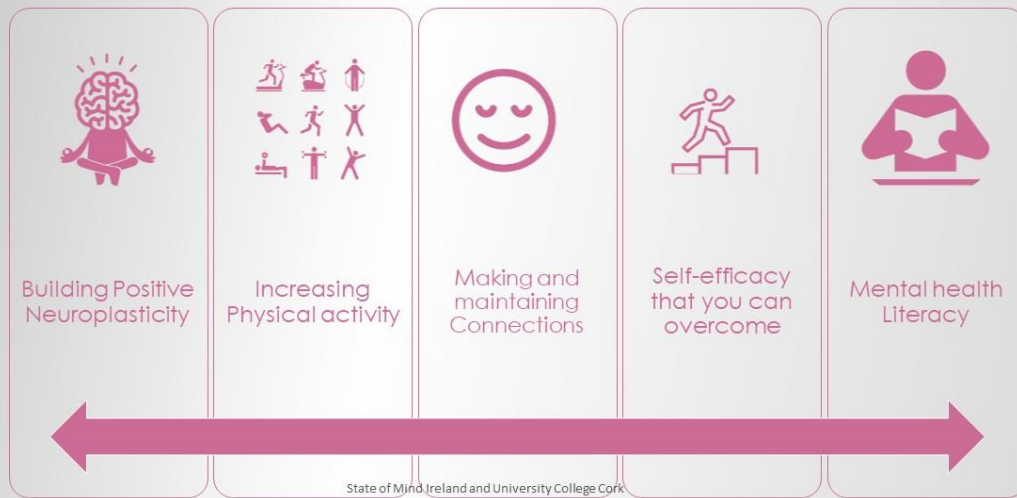 Building Positive
Neuroplasticity
Increasing
Physical activity
Making and
maintaining
Connections
Self-efficacy
that you can
overcome
Mental health
Literacy
State of Mind Ireland and University College Cork